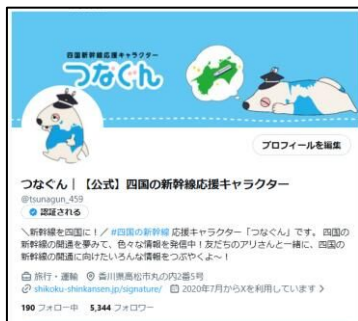 四国新幹線応援キャラクター
つなぐん
プロフィールを編集
つなぐん|【公式】四国の新幹線応援キャラクター
@tsunagun_459
認証される
＼新幹線を四国に！／ #四国の新幹線 応援キャラクター「つなぐん」です。 四国の
新幹線の開通を夢みて、色々な情報を発信中！友だちのアリさんと一緒に、四国の
新幹線の開通に向けたいろんな情報をつぶやくよ～！
旅行・運輸 香川県高松市丸の内2番5号
shikoku-shinkansen.jp/signature/ 2020年7月からXを利用しています
190 フォロー中 5,344 フォロワー